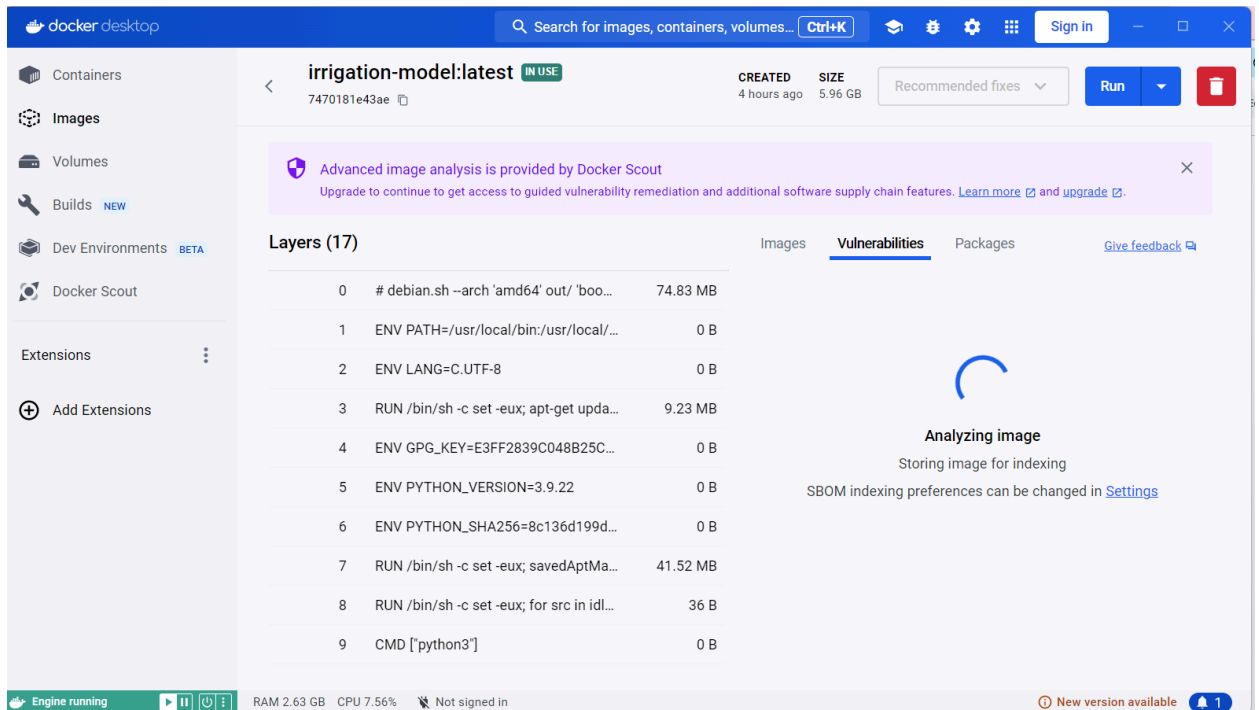 docker desktop
Search for images, containers, volumes... Ctrl+K
Sign in
Containers
Images
Volumes
Builds NEW
Dev Environments BETA
Docker Scout
Extensions
Add Extensions
irrigation-model:latest IN USE
7470181e43ae
CREATED
4 hours ago
SIZE
5.96 GB
Recommended fixes
Run
Advanced image analysis is provided by Docker Scout
Upgrade to continue to get access to guided vulnerability remediation and additional software supply chain features. Learn more and upgrade.
Layers (17)
0 # debian.sh --arch 'amd64' out/ 'boo... 74.83 MB
1 ENV PATH=/usr/local/bin:/usr/local/... 0 B
2 ENV LANG=C.UTF-8 0 B
3 RUN /bin/sh -c set -eux; apt-get upda... 9.23 MB
4 ENV GPG_KEY=E3FF2839C048B25C... 0 B
5 ENV PYTHON_VERSION=3.9.22 0 B
6 ENV PYTHON_SHA256=8c136d199d... 0 B
7 RUN /bin/sh -c set -eux; savedAptMa... 41.52 MB
8 RUN /bin/sh -c set -eux; for src in idl... 36 B
9 CMD ["python3"] 0 B
Images Vulnerabilities Packages
Give feedback
Analyzing image
Storing image for indexing
SBOM indexing preferences can be changed in Settings
Engine running
RAM 2.63 GB CPU 7.56% Not signed in
New version available
1